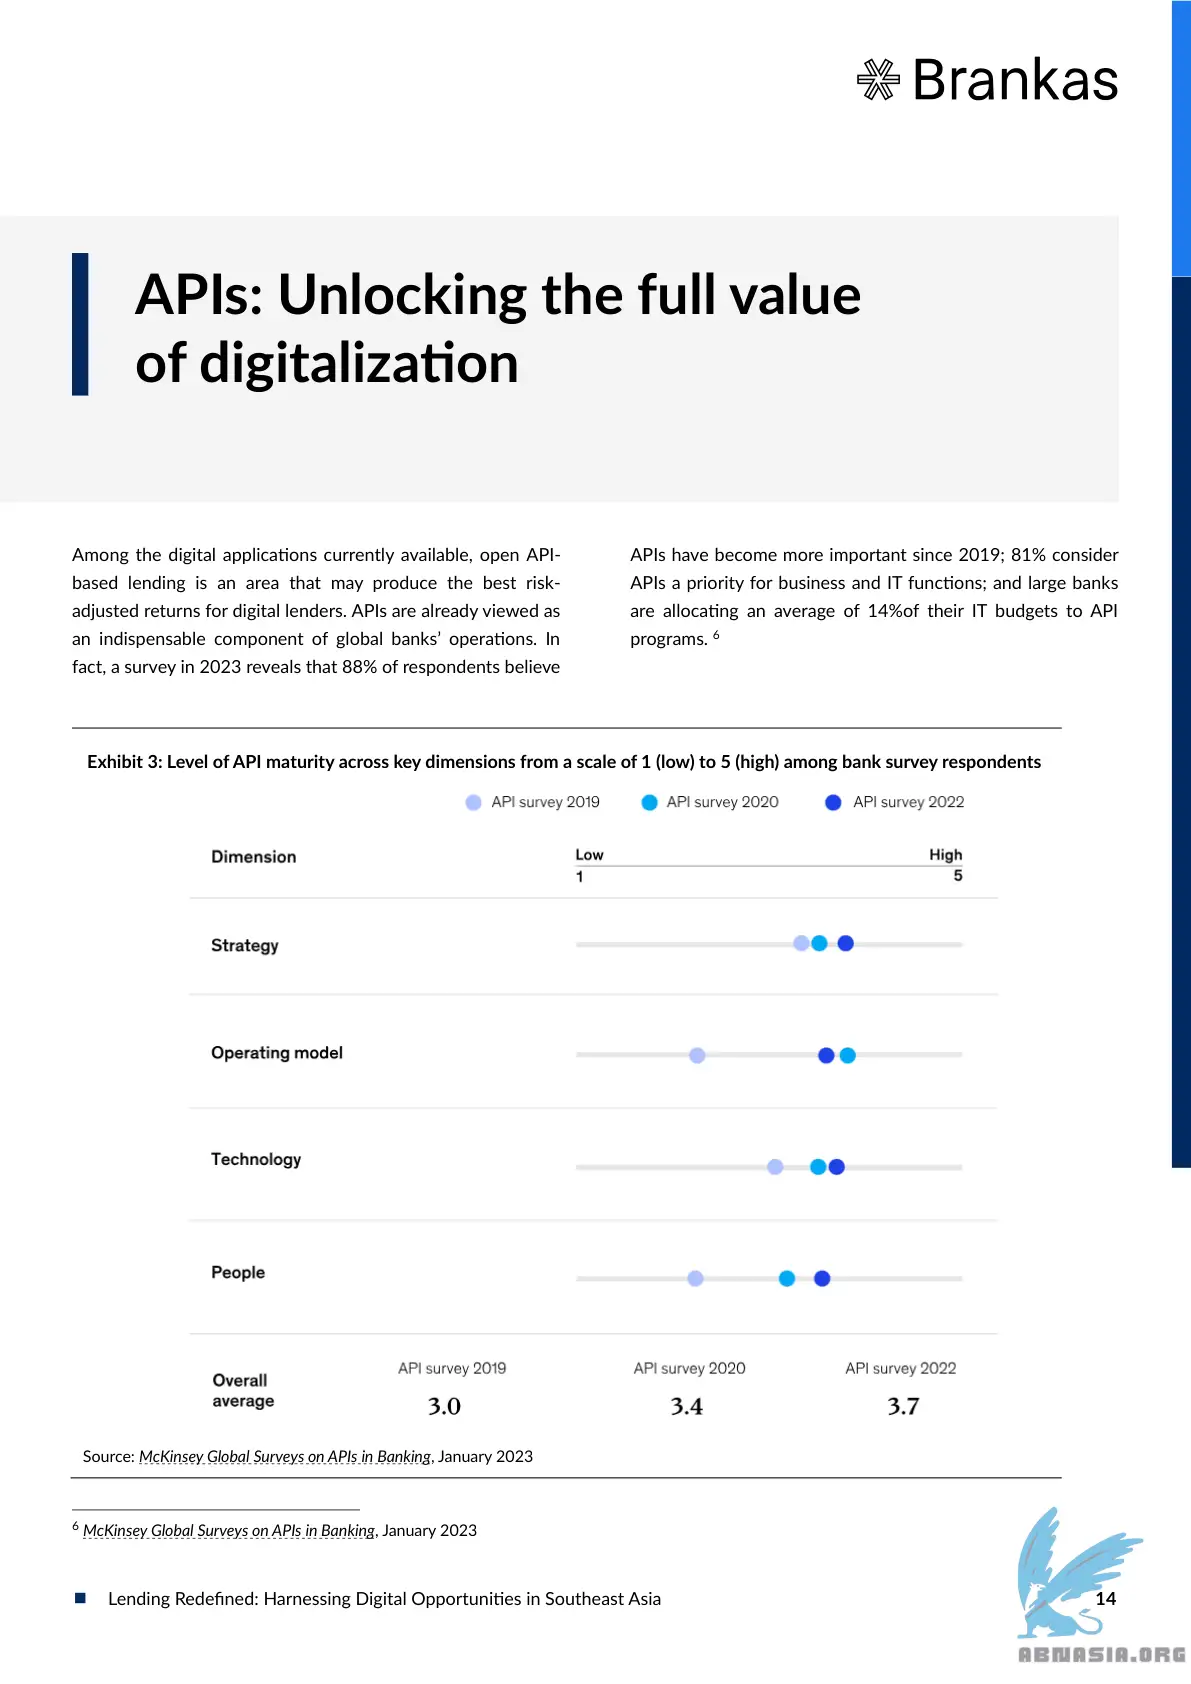 Brankas
APIs: Unlocking the full value
of digitalization
Among the digital applications currently available, open API-
based lending is an area that may produce the best risk-
adjusted returns for digital lenders. APIs are already viewed as
an indispensable component of global banks’ operations. In
fact, a survey in 2023 reveals that 88% of respondents believe
APIs have become more important since 2019; 81% consider
APIs a priority for business and IT functions; and large banks
are allocating an average of 14%of their IT budgets to API
programs. 6
Exhibit 3: Level of API maturity across key dimensions from a scale of 1 (low) to 5 (high) among bank survey respondents
API survey 2019 API survey 2020 API survey 2022
Dimension Low High
1 5
Strategy
Operating model
Technology
People
API survey 2019 API survey 2020 API survey 2022
Overall
average
3.0 3.4 3.7
Source: McKinsey Global Surveys on APIs in Banking, January 2023
6 McKinsey Global Surveys on APIs in Banking, January 2023
Lending Redefined: Harnessing Digital Opportunities in Southeast Asia 14
ABNASIA.ORG